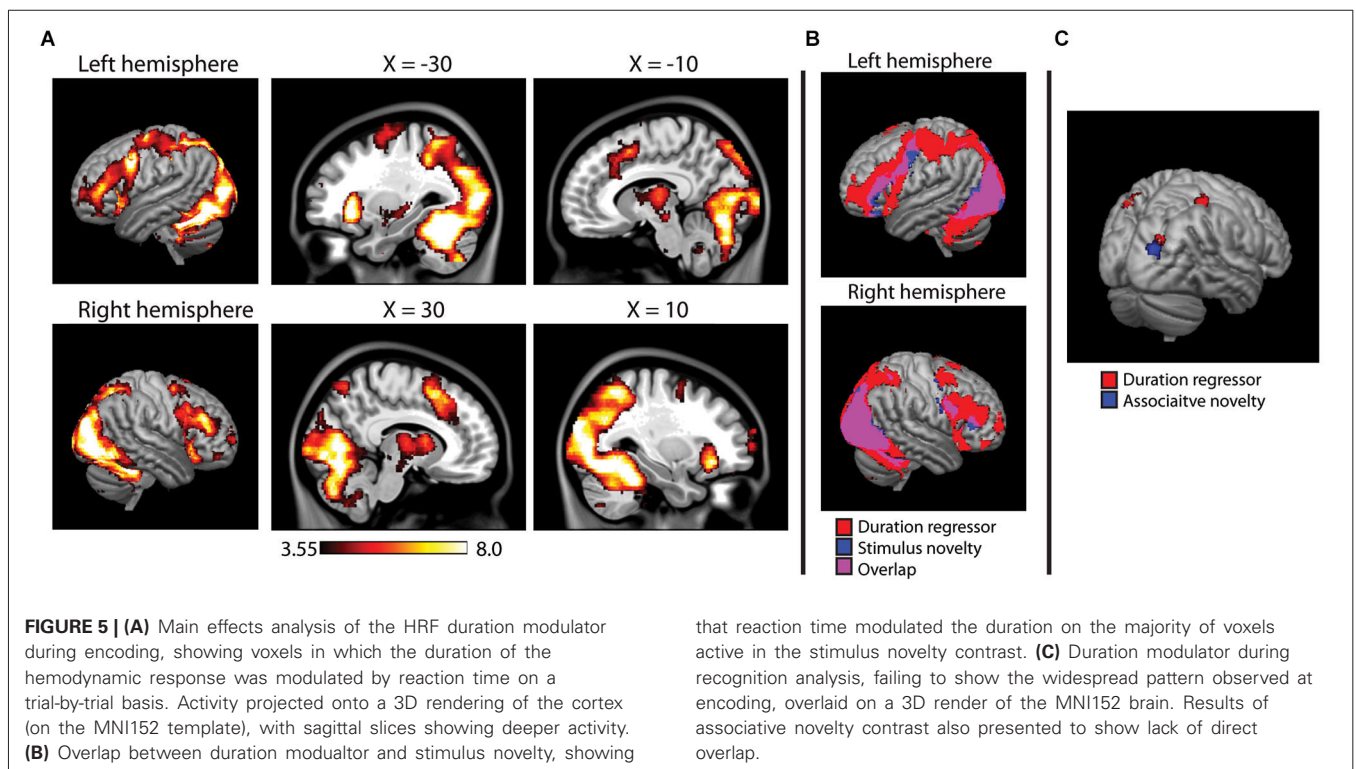 A
B
C
Left hemisphere
X = -30
X = -10
Left hemisphere
Right hemisphere
X = 30
X = 10
Right hemisphere
3.55
8.0
Duration regressor
Stimulus novelty
Overlap
Duration regressor
Associaitve novelty
FIGURE 5 | (A) Main effects analysis of the HRF duration modulator
during encoding, showing voxels in which the duration of the
hemodynamic response was modulated by reaction time on a
trial-by-trial basis. Activity projected onto a 3D rendering of the cortex
(on the MNI152 template), with sagittal slices showing deeper activity.
(B) Overlap between duration modualtor and stimulus novelty, showing
that reaction time modulated the duration on the majority of voxels
active in the stimulus novelty contrast. (C) Duration modulator during
recognition analysis, failing to show the widespread pattern observed at
encoding, overlaid on a 3D render of the MNI152 brain. Results of
associative novelty contrast also presented to show lack of direct
overlap.